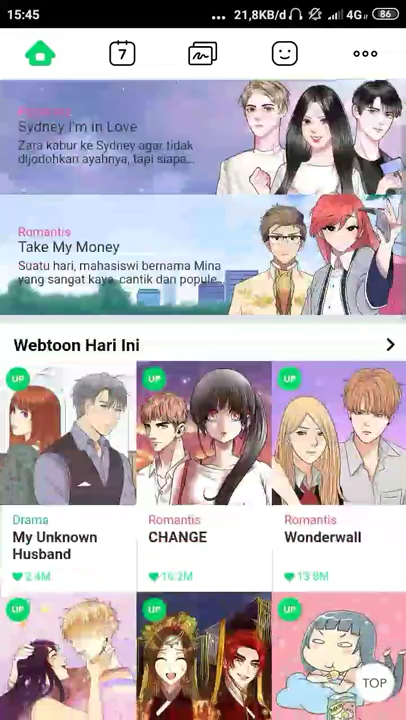 15:45
... 21,8KB/d 4G 86
7
Romantis
Sydney I'm in Love
Zara kabur ke Sydney agar tidak
dijodohkan ayahnya, tapi siapa...
Romantis
Take My Money
Suatu hari, mahasiswi bernama Mina
yang sangat kaya, cantik dan popule..
Webtoon Hari Ini
UP UP UP
Drama
My Unknown
Husband
2.4M
Romantis
CHANGE
16.2M
Romantis
Wonderwall
13.8M
UP UP
TOP